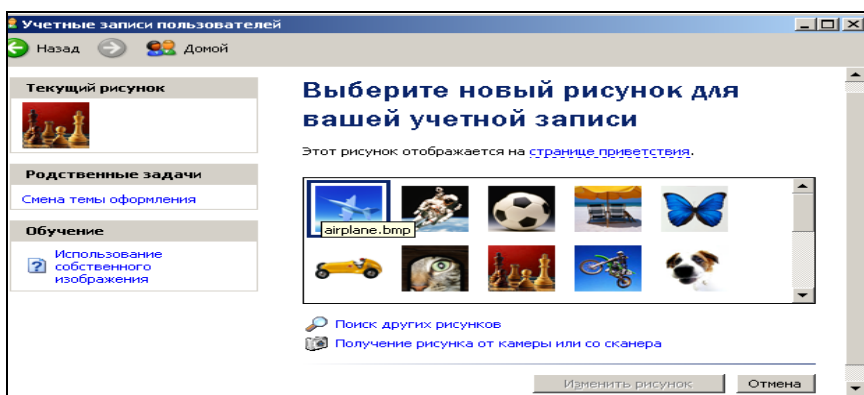 Учетные записи пользователей
Назад
Домой
Текущий рисунок
Родственные задачи
Смена темы оформления
Обучение
Использование
собственного
изображения
Выберите новый рисунок для
вашей учетной записи
Этот рисунок отображается на странице приветствия.
airplane.bmp
Поиск других рисунков
Получение рисунка от камеры или со сканера
Изменить рисунок
Отмена